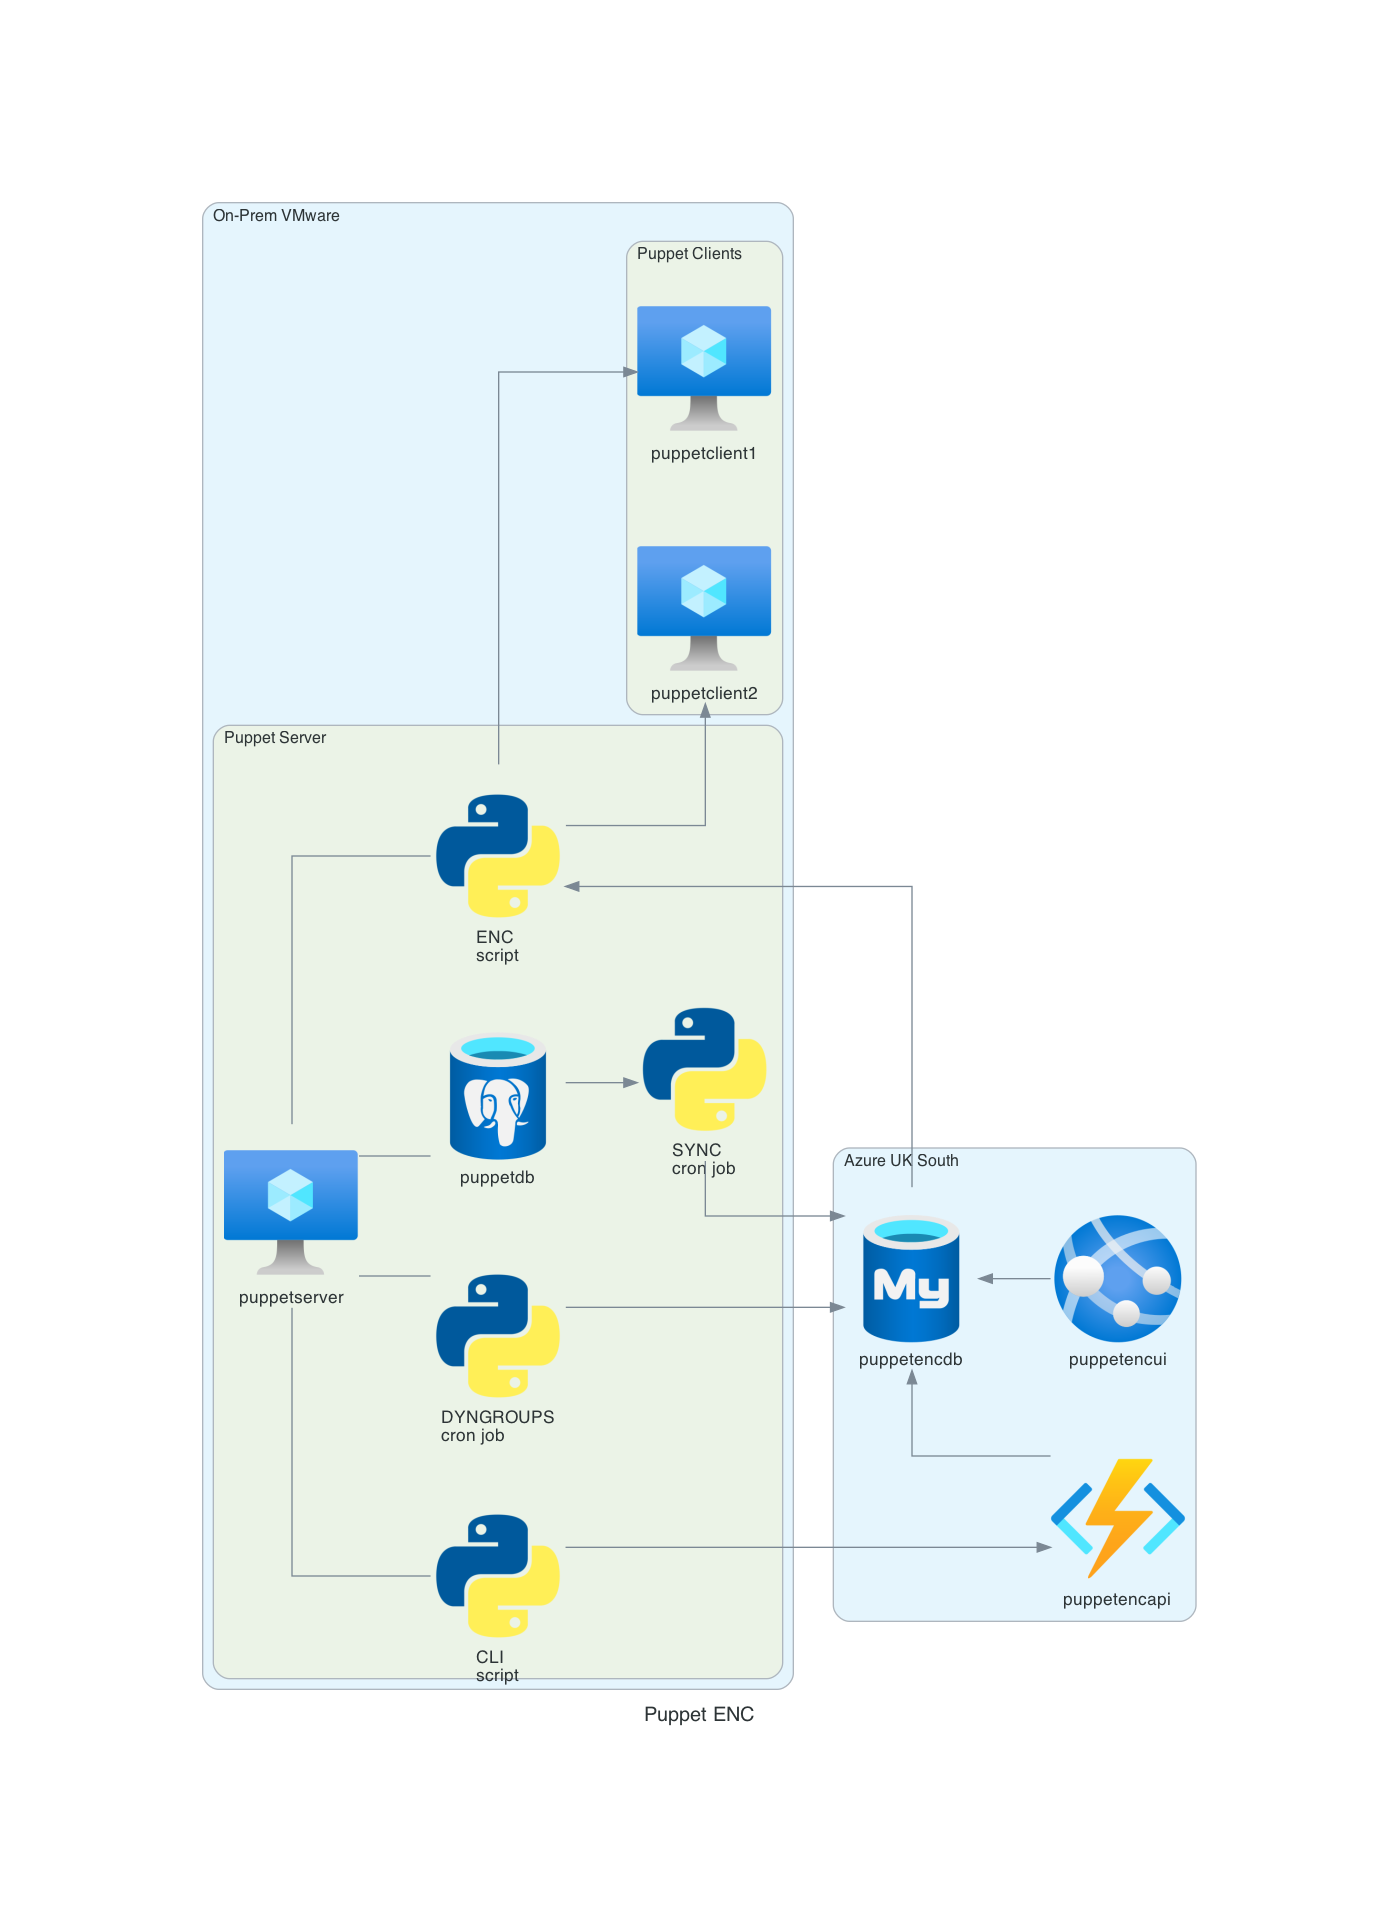 On-Prem VMware
Puppet Clients
puppetclient1
puppetclient2
Puppet Server
ENC
script
puppetdb
SYNC
cron job
puppetserver
DYNGROUPS
cron job
CLI
script
Azure UK South
My
puppetencdb
puppetencui
puppetencapi
Puppet ENC